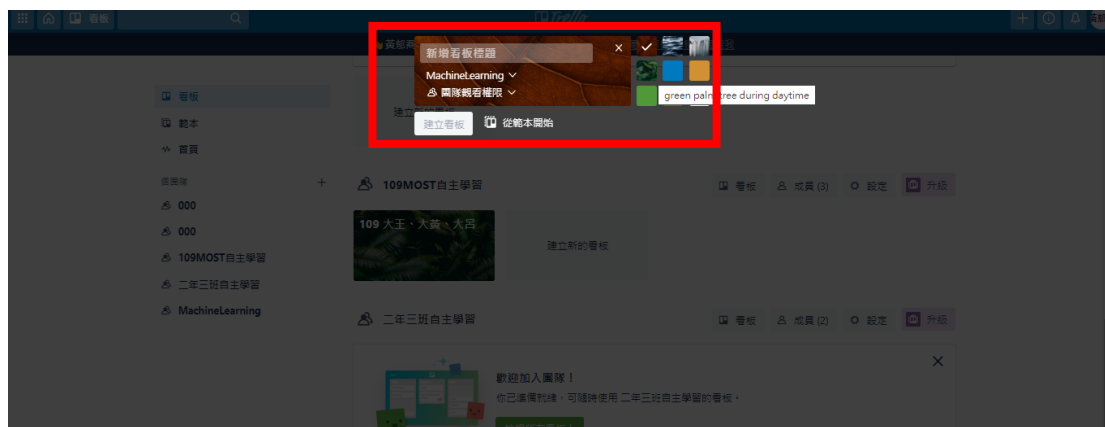 看板
Trello
新增看板標題
MachineLearning
團隊觀看權限
green palm tree during daytime
建立看板
從範本開始
看板
範本
首頁
000
000
109MOST自主學習
二年三班自主學習
MachineLearning
109MOST自主學習
看板
成員 (3)
設定
升級
109 大王、大黃、大呂
建立新的看板
二年三班自主學習
看板
成員 (2)
設定
升級
歡迎加入團隊！
你已準備就緒，可隨時使用 二年三班自主學習的看板。